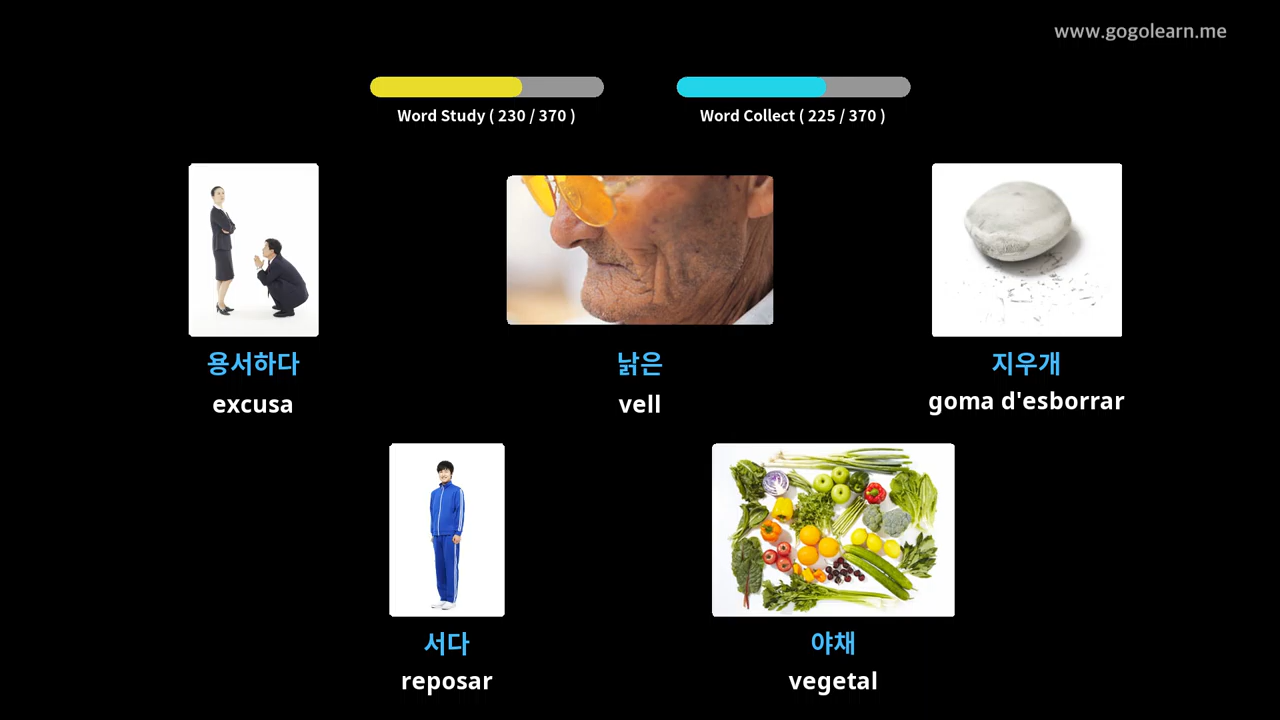 www.gogolearn.me
Word Study ( 230 / 370 )
Word Collect ( 225 / 370 )
용서하다
excusa
낡은
vell
지우개
goma d'esborrar
서다
reposar
야채
vegetal